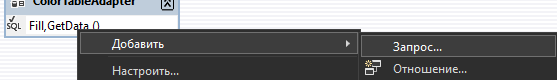 ColorTableAdapter
SQL Fill,GetData ()
Добавить
Запрос...
Настроить...
Отношение...